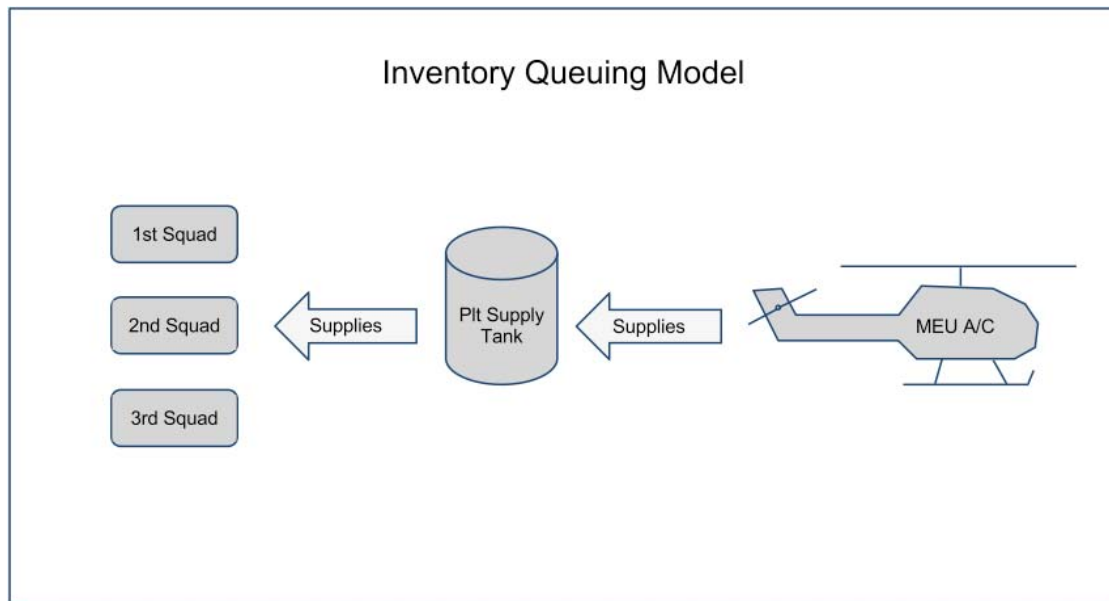 Inventory Queuing Model
1st Squad
2nd Squad
3rd Squad
Supplies
Plt Supply
Tank
Supplies
MEU A/C